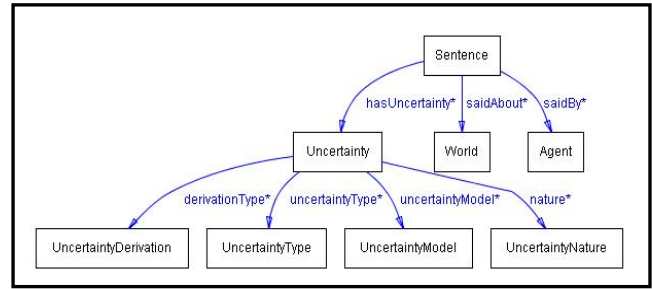 Sentence
hasUncertainty* saidAbout* saidBy*
Uncertainty World Agent
derivationType* uncertaintyType* uncertaintyModel* nature*
UncertaintyDerivation UncertaintyType UncertaintyModel UncertaintyNature